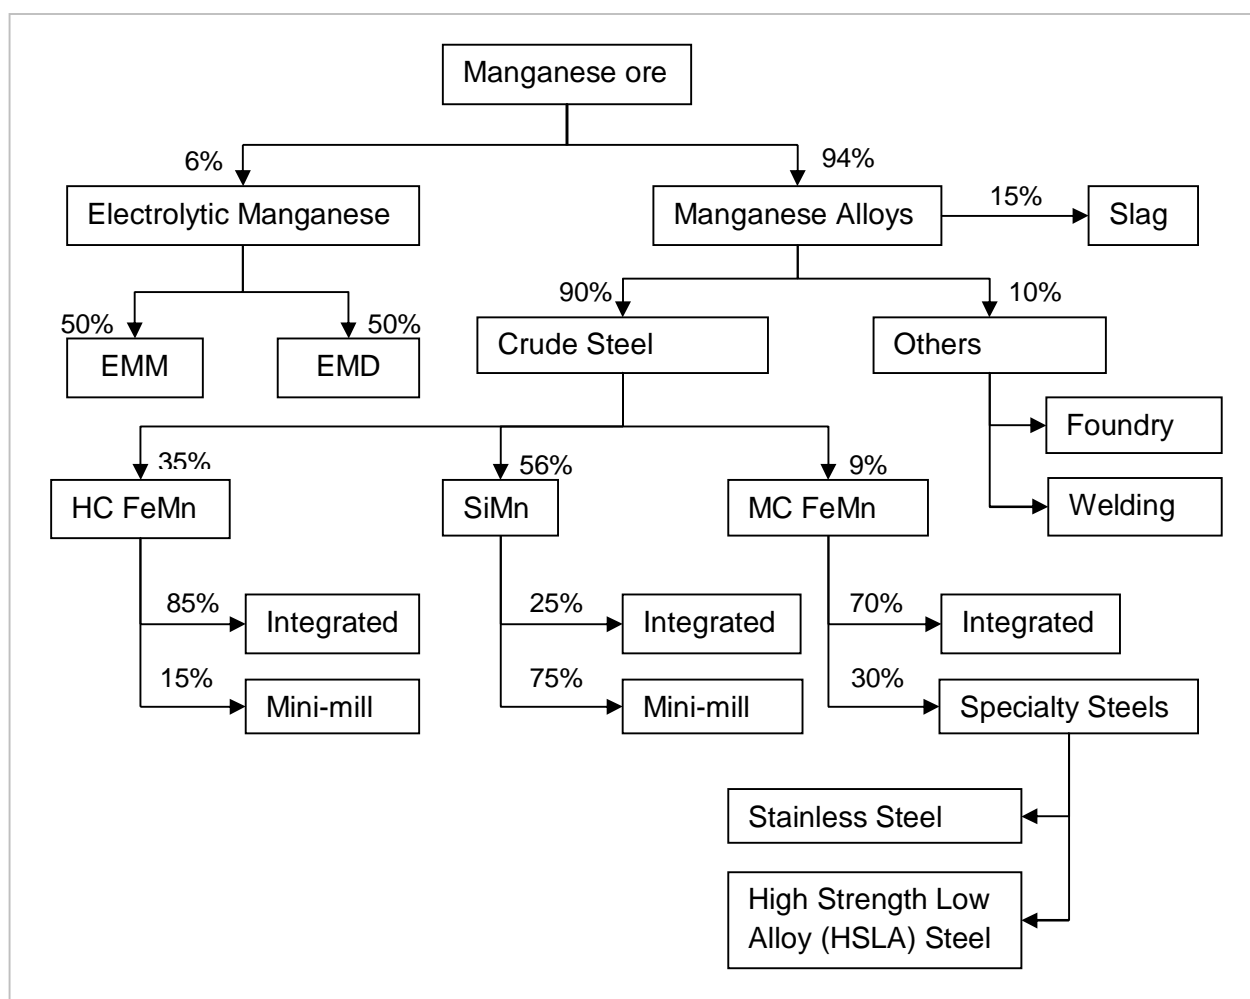 Manganese ore
6%
94%
Electrolytic Manganese
Manganese Alloys
15%
Slag
90%
10%
50%
50%
EMM
EMD
Crude Steel
Others
Foundry
35%
56%
9%
HC FeMn
SiMn
MC FeMn
Welding
85%
Integrated
25%
Integrated
70%
Integrated
15%
Mini-mill
75%
Mini-mill
30%
Specialty Steels
Stainless Steel
High Strength Low
Alloy (HSLA) Steel